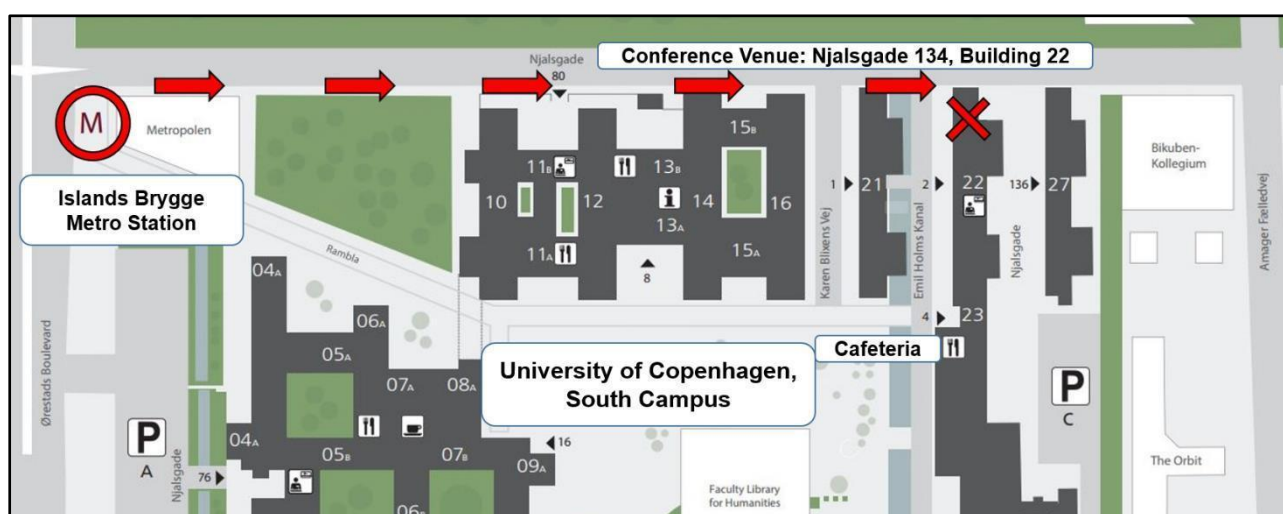 Conference Venue: Njalsgade 134, Building 22
Njalsgade
80
M
Metropolen
Islands Brygge
Metro Station
Rambla
10
11B
11A
12
13B
13A
14
15B
15A
16
8
1
21
2
22
136
27
Karen Blixens Vej
Emil Holms Kanal
Njalsgade
Bikuben-
Kollegium
Amager Fælledvej
4
23
Cafeteria
University of Copenhagen,
South Campus
04A
06A
05A
07A
08A
04A
05B
07B
09A
16
06B
Ørestads Boulevard
P
A
Njalsgade
76
Faculty Library
for Humanities
P
C
The Orbit